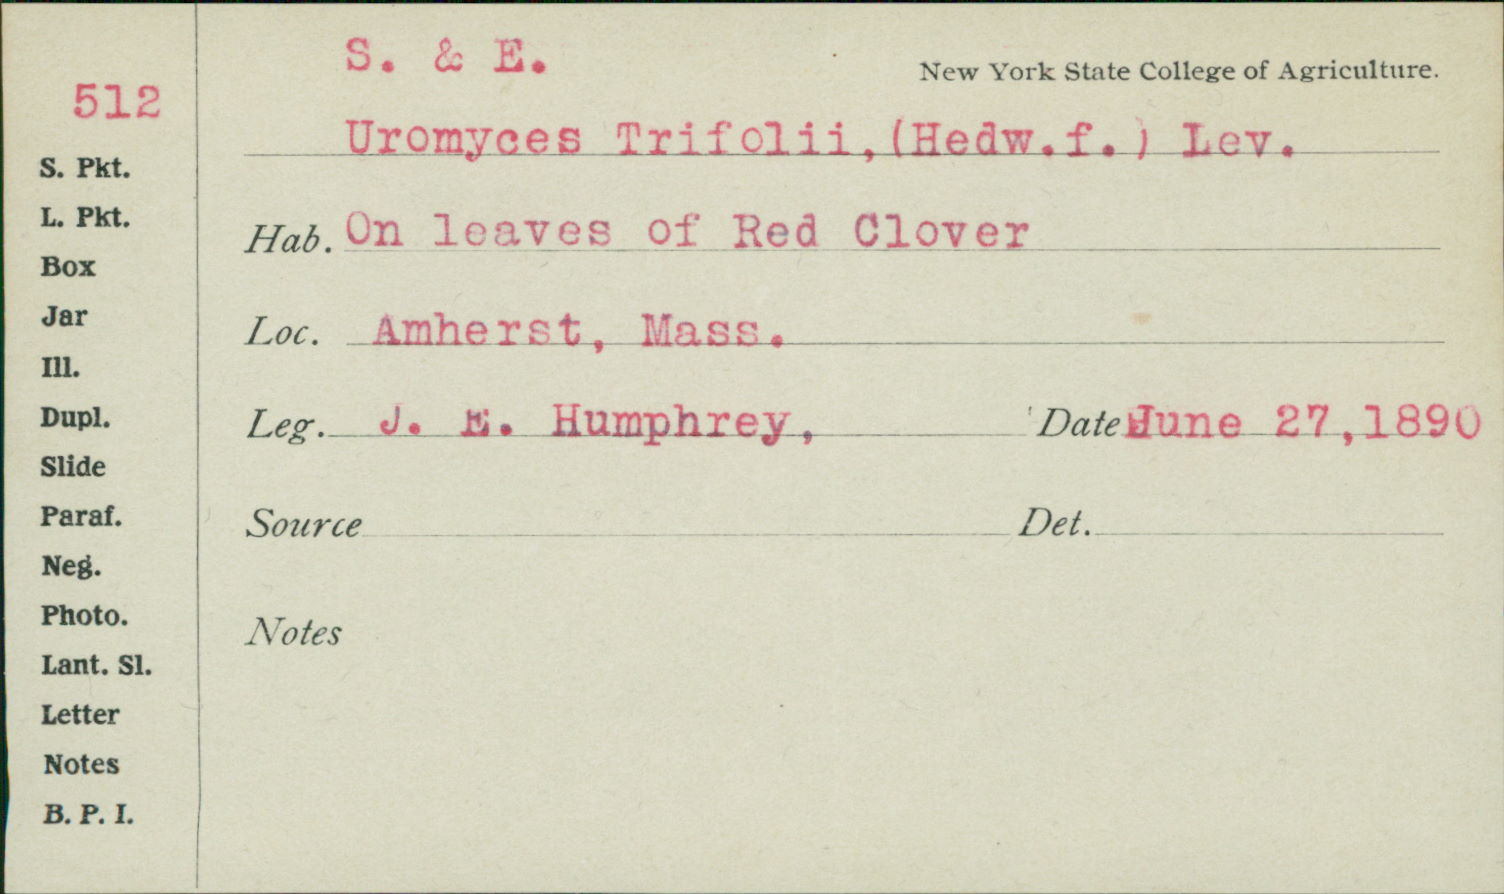 S. & E.
New York State College of Agriculture.
512
Uromyces Trifolii,(Hedw.f.) Lev.
S. Pkt.
L. Pkt.
Box
Jar
Ill.
Dupl.
Slide
Paraf.
Neg.
Photo.
Lant. Sl.
Letter
Notes
B. P. I.
Hab. On leaves of Red Clover
Loc. Amherst, Mass.
Leg. J. E. Humphrey, Date June 27,1890
Source Det.
Notes